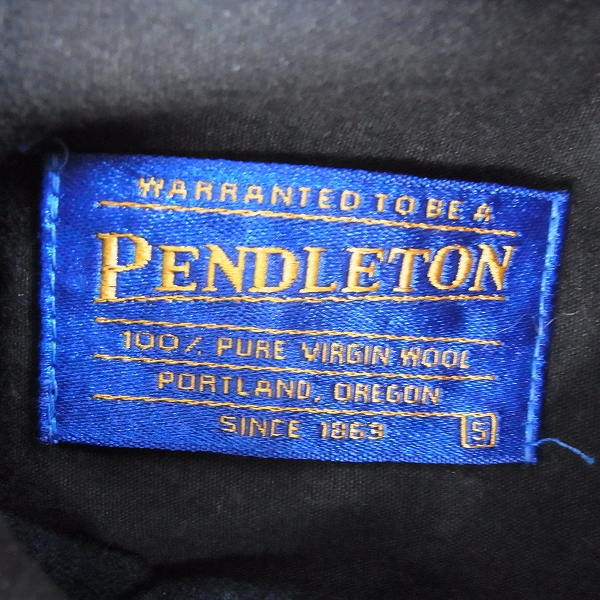 WARRANTED TO BE A
PENDLETON
100% PURE VIRGIN WOOL
PORTLAND, OREGON
SINCE 1863
S